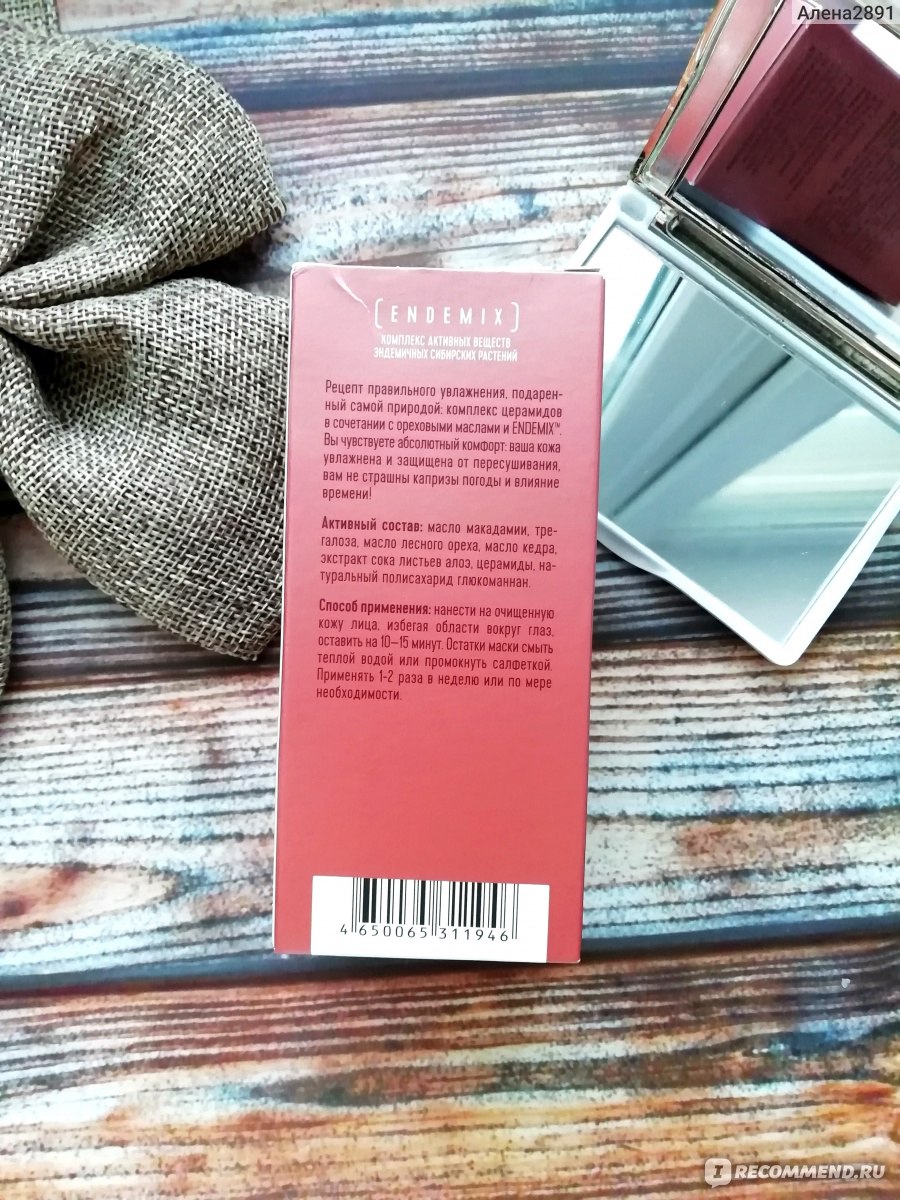 Алена2891
[ENDEMIX]
КОМПЛЕКС АКТИВНЫХ ВЕЩЕСТВ
ЭНДЕМИЧНЫХ СИБИРСКИХ РАСТЕНИЙ
Рецепт правильного увлажнения, подарен-
ный самой природой: комплекс церамидов
в сочетании с ореховыми маслами и ENDEMIX™.
Вы чувствуете абсолютный комфорт: ваша кожа
увлажнена и защищена от пересушивания,
вам не страшны капризы погоды и влияние
времени!
Активный состав: масло макадамии, тре-
галоза, масло лесного ореха, масло кедра,
экстракт сока листьев алоэ, церамиды, на-
туральный полисахарид глюкоманнан.
Способ применения: нанести на очищенную
кожу лица, избегая области вокруг глаз,
оставить на 10–15 минут. Остатки маски смыть
теплой водой или промокнуть салфеткой.
Применять 1-2 раза в неделю или по мере
необходимости.
4 650065 311946
IRECOMMEND.RU